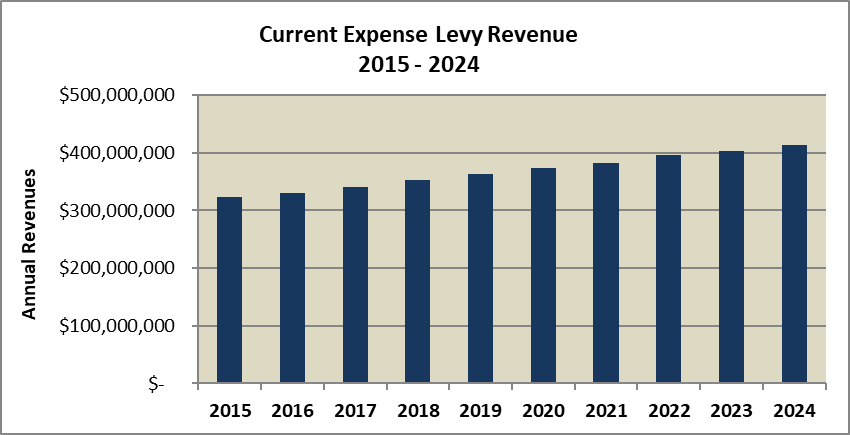 Current Expense Levy Revenue
2015 - 2024
Annual Revenues
$500,000,000
$400,000,000
$300,000,000
$200,000,000
$100,000,000
$-
2015 2016 2017 2018 2019 2020 2021 2022 2023 2024